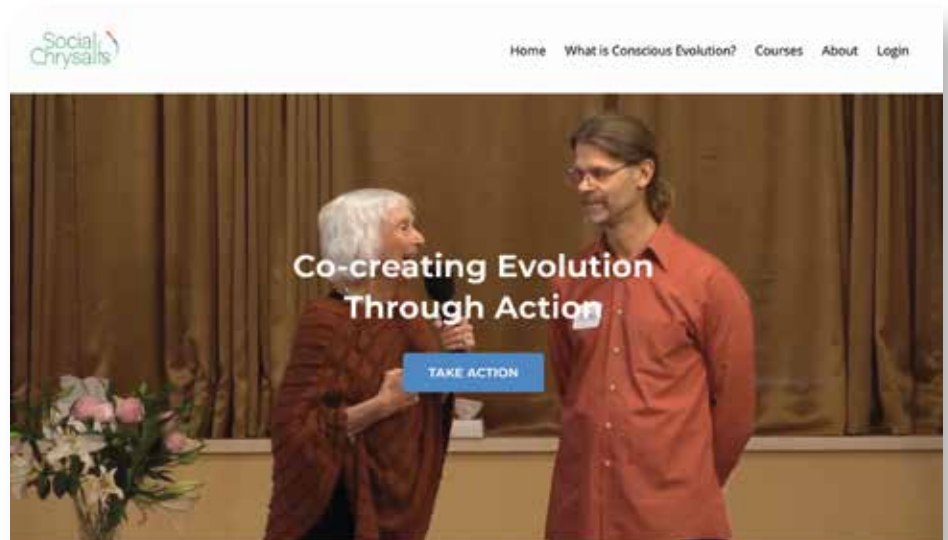 Social
Chrysalis
Home What is Conscious Evolution? Courses About Login
Co-creating Evolution
Through Action
TAKE ACTION